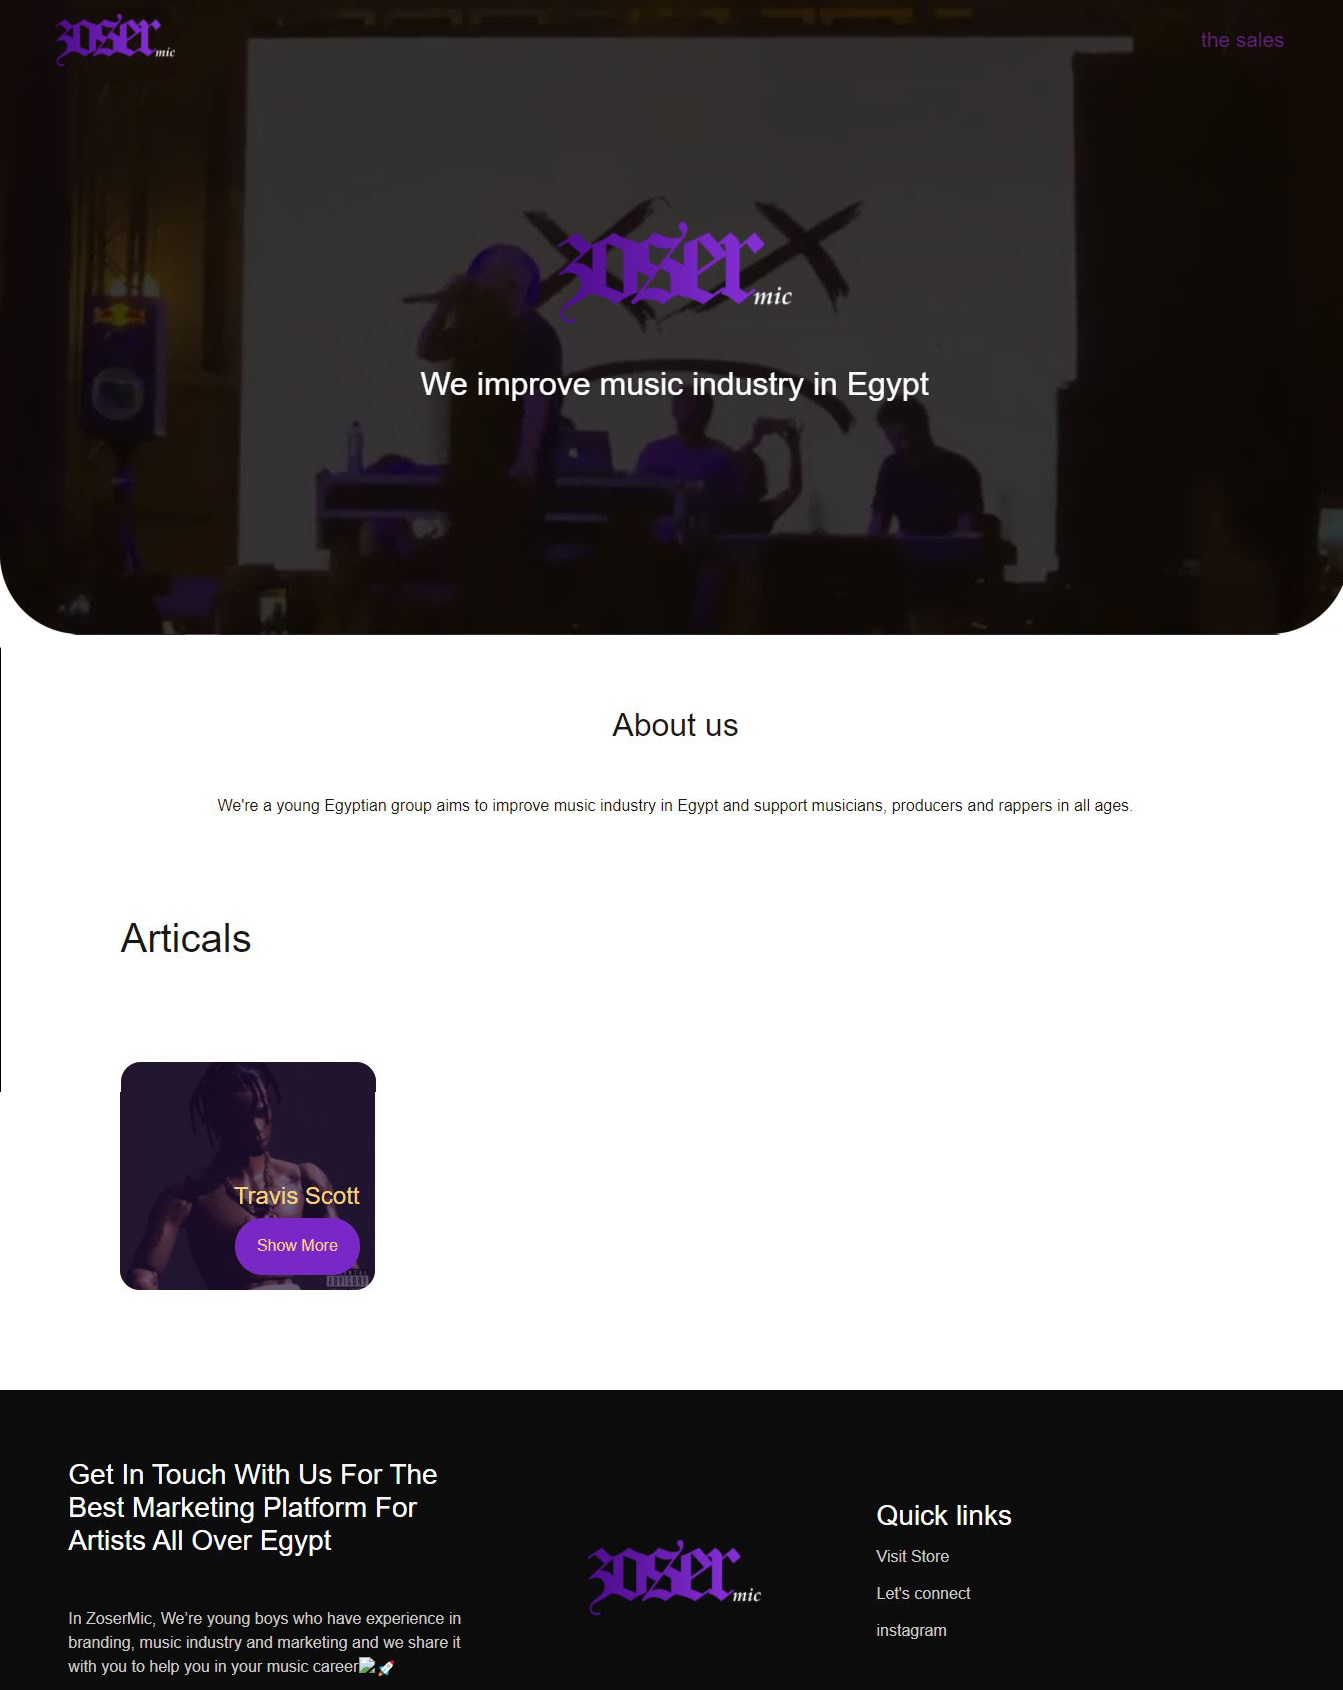 zoser mic
the sales
zoser mic
We improve music industry in Egypt
About us
We're a young Egyptian group aims to improve music industry in Egypt and support musicians, producers and rappers in all ages.
Articals
Travis Scott
Show More
ADVISORY
Get In Touch With Us For The
Best Marketing Platform For
Artists All Over Egypt
Quick links
Visit Store
zoser mic
Let's connect
instagram
In ZoserMic, We’re young boys who have experience in
branding, music industry and marketing and we share it
with you to help you in your music career🚀